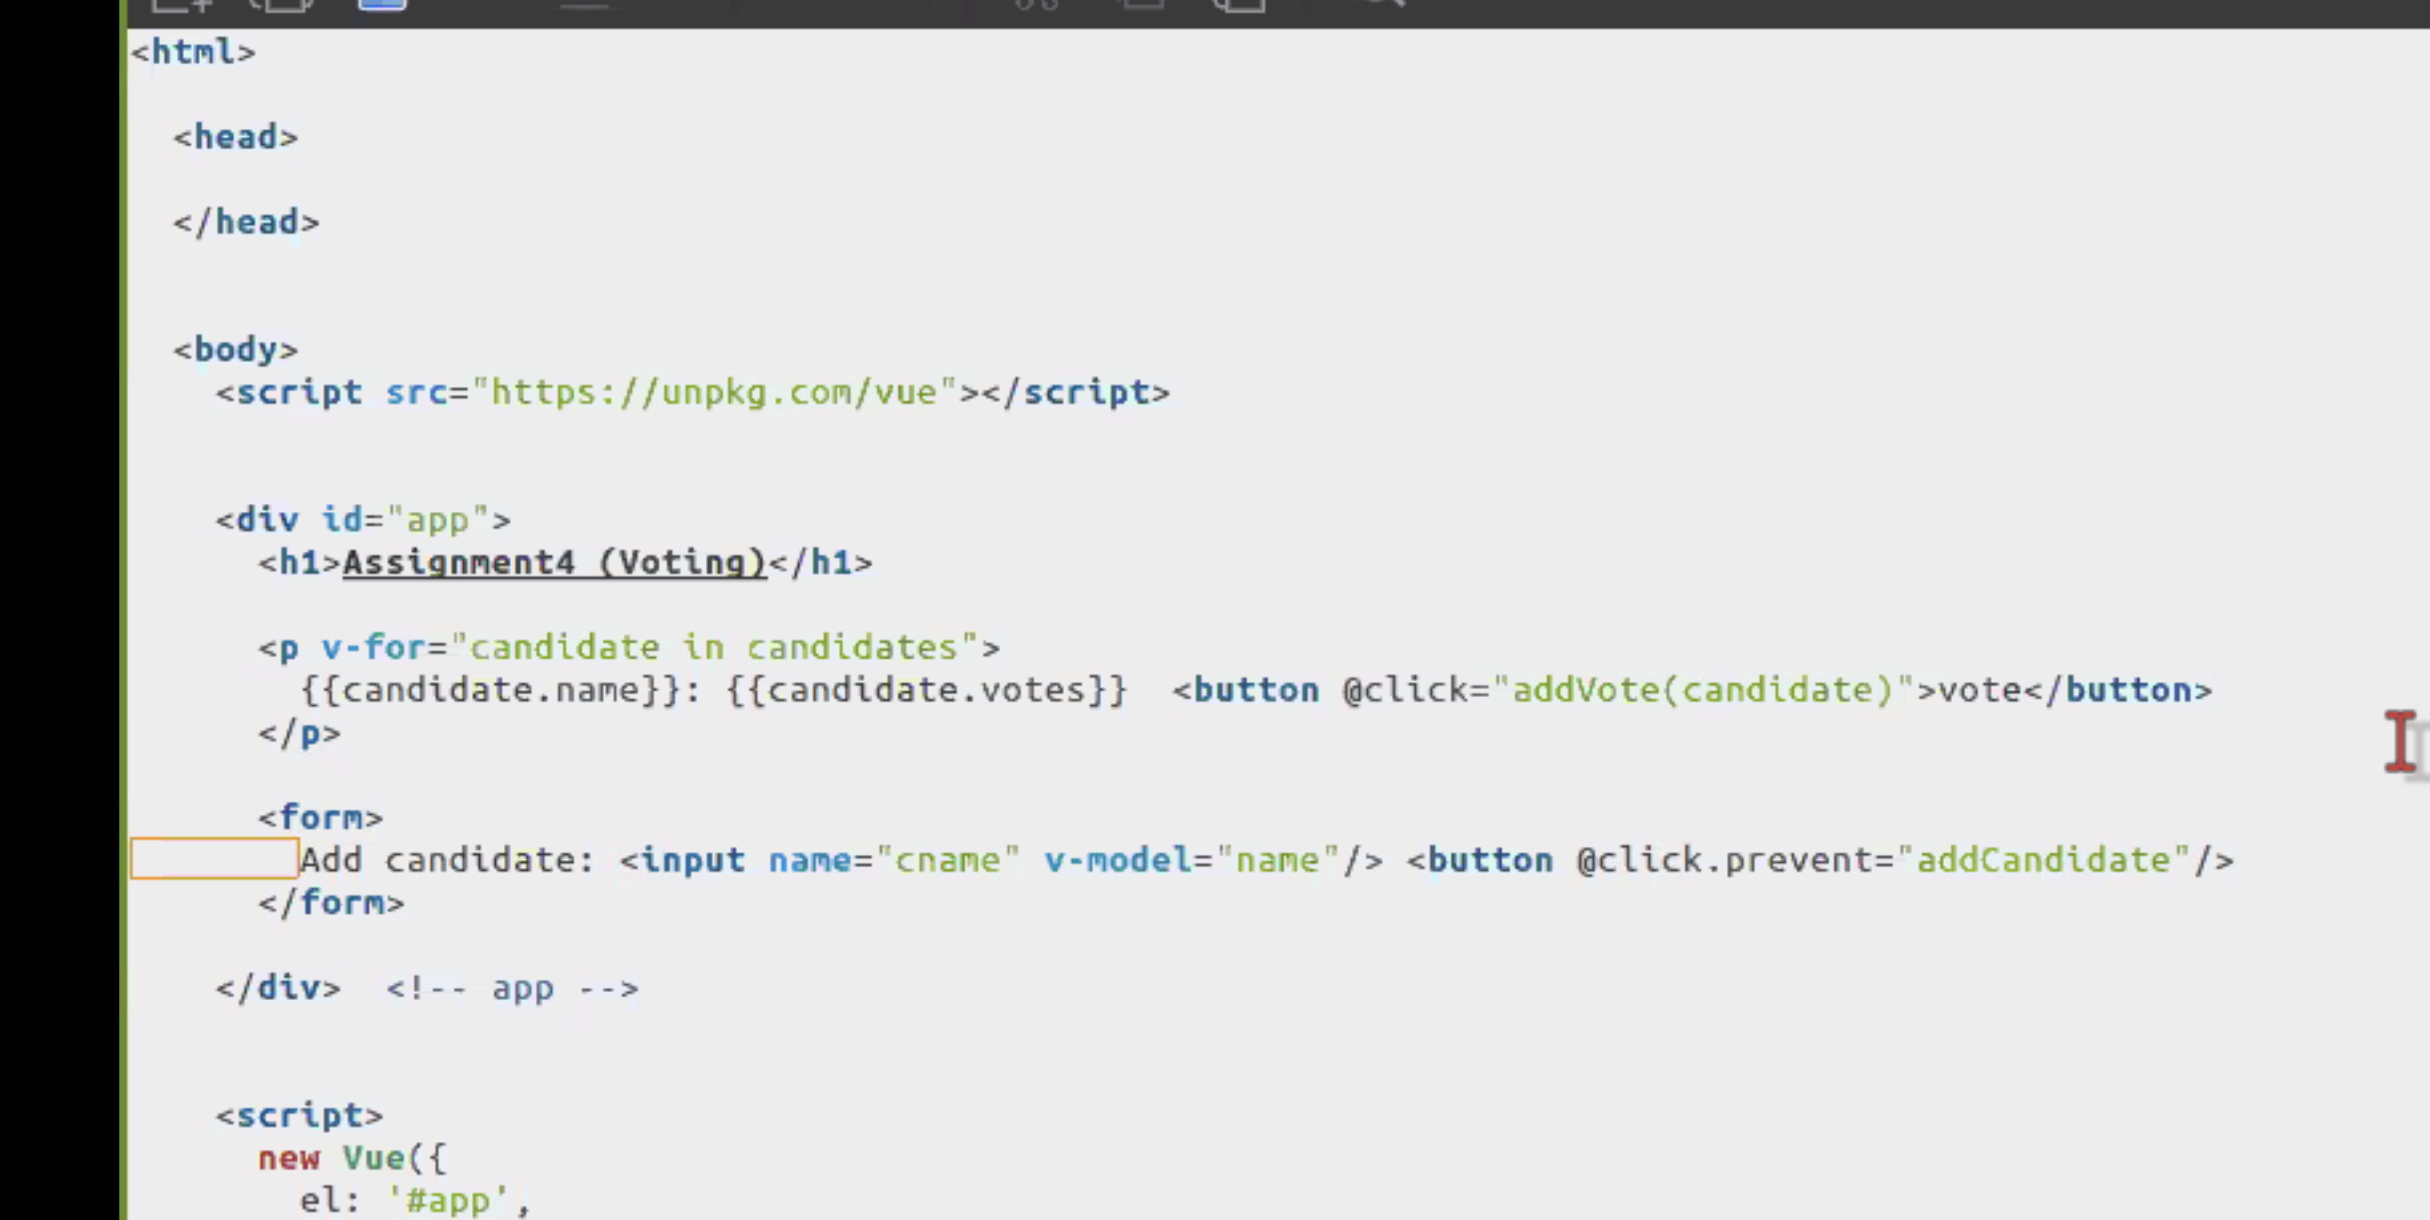 <html>
<head>
</head>
<body>
<script src="https://unpkg.com/vue"></script>
<div id="app">
<h1>Assignment4 (Voting)</h1>
<p v-for="candidate in candidates">
{{candidate.name}}: {{candidate.votes}}  <button @click="addVote(candidate)">vote</button>
</p>
<form>
Add candidate: <input name="cname" v-model="name"/> <button @click.prevent="addCandidate"/>
</form>
</div>  <!-- app -->
<script>
new Vue({
el: '#app',